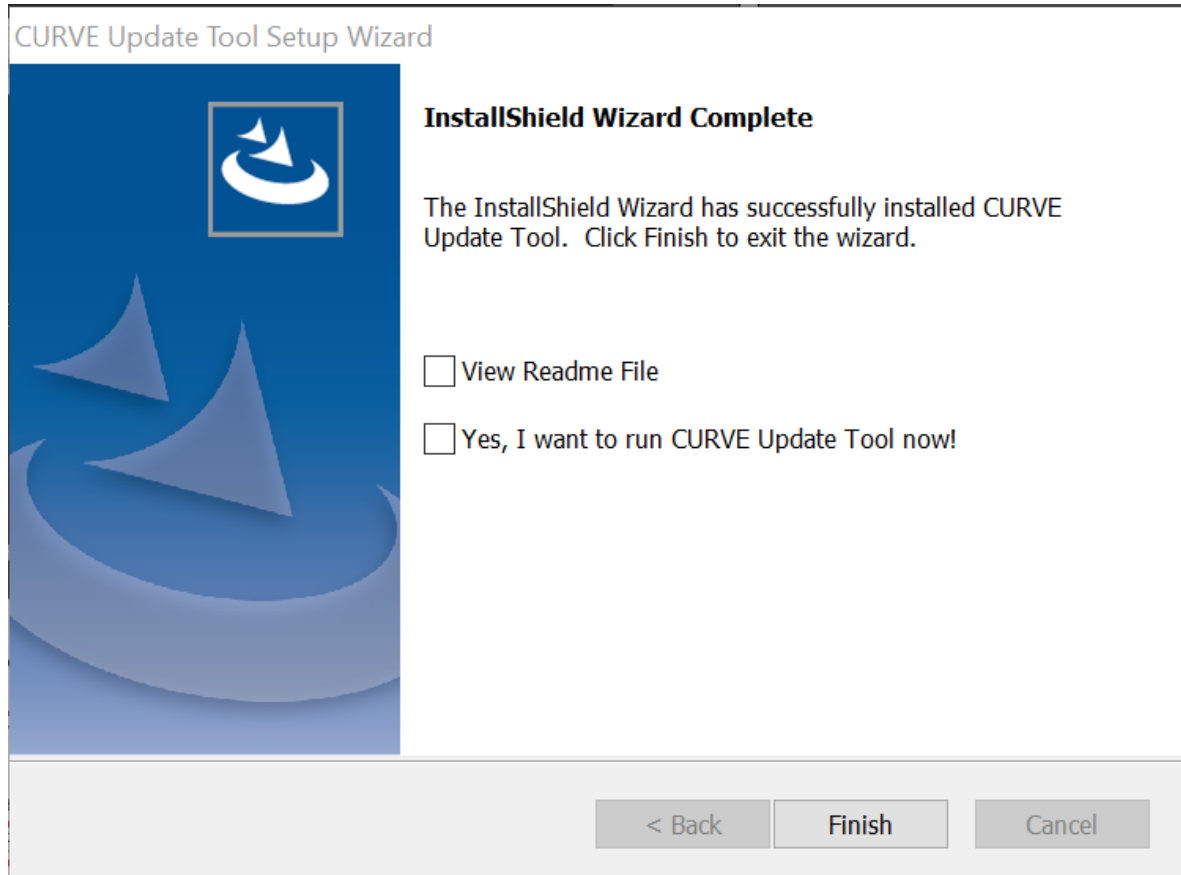 CURVE Update Tool Setup Wizard
InstallShield Wizard Complete
The InstallShield Wizard has successfully installed CURVE
Update Tool.  Click Finish to exit the wizard.
View Readme File
Yes, I want to run CURVE Update Tool now!
< Back
Finish
Cancel